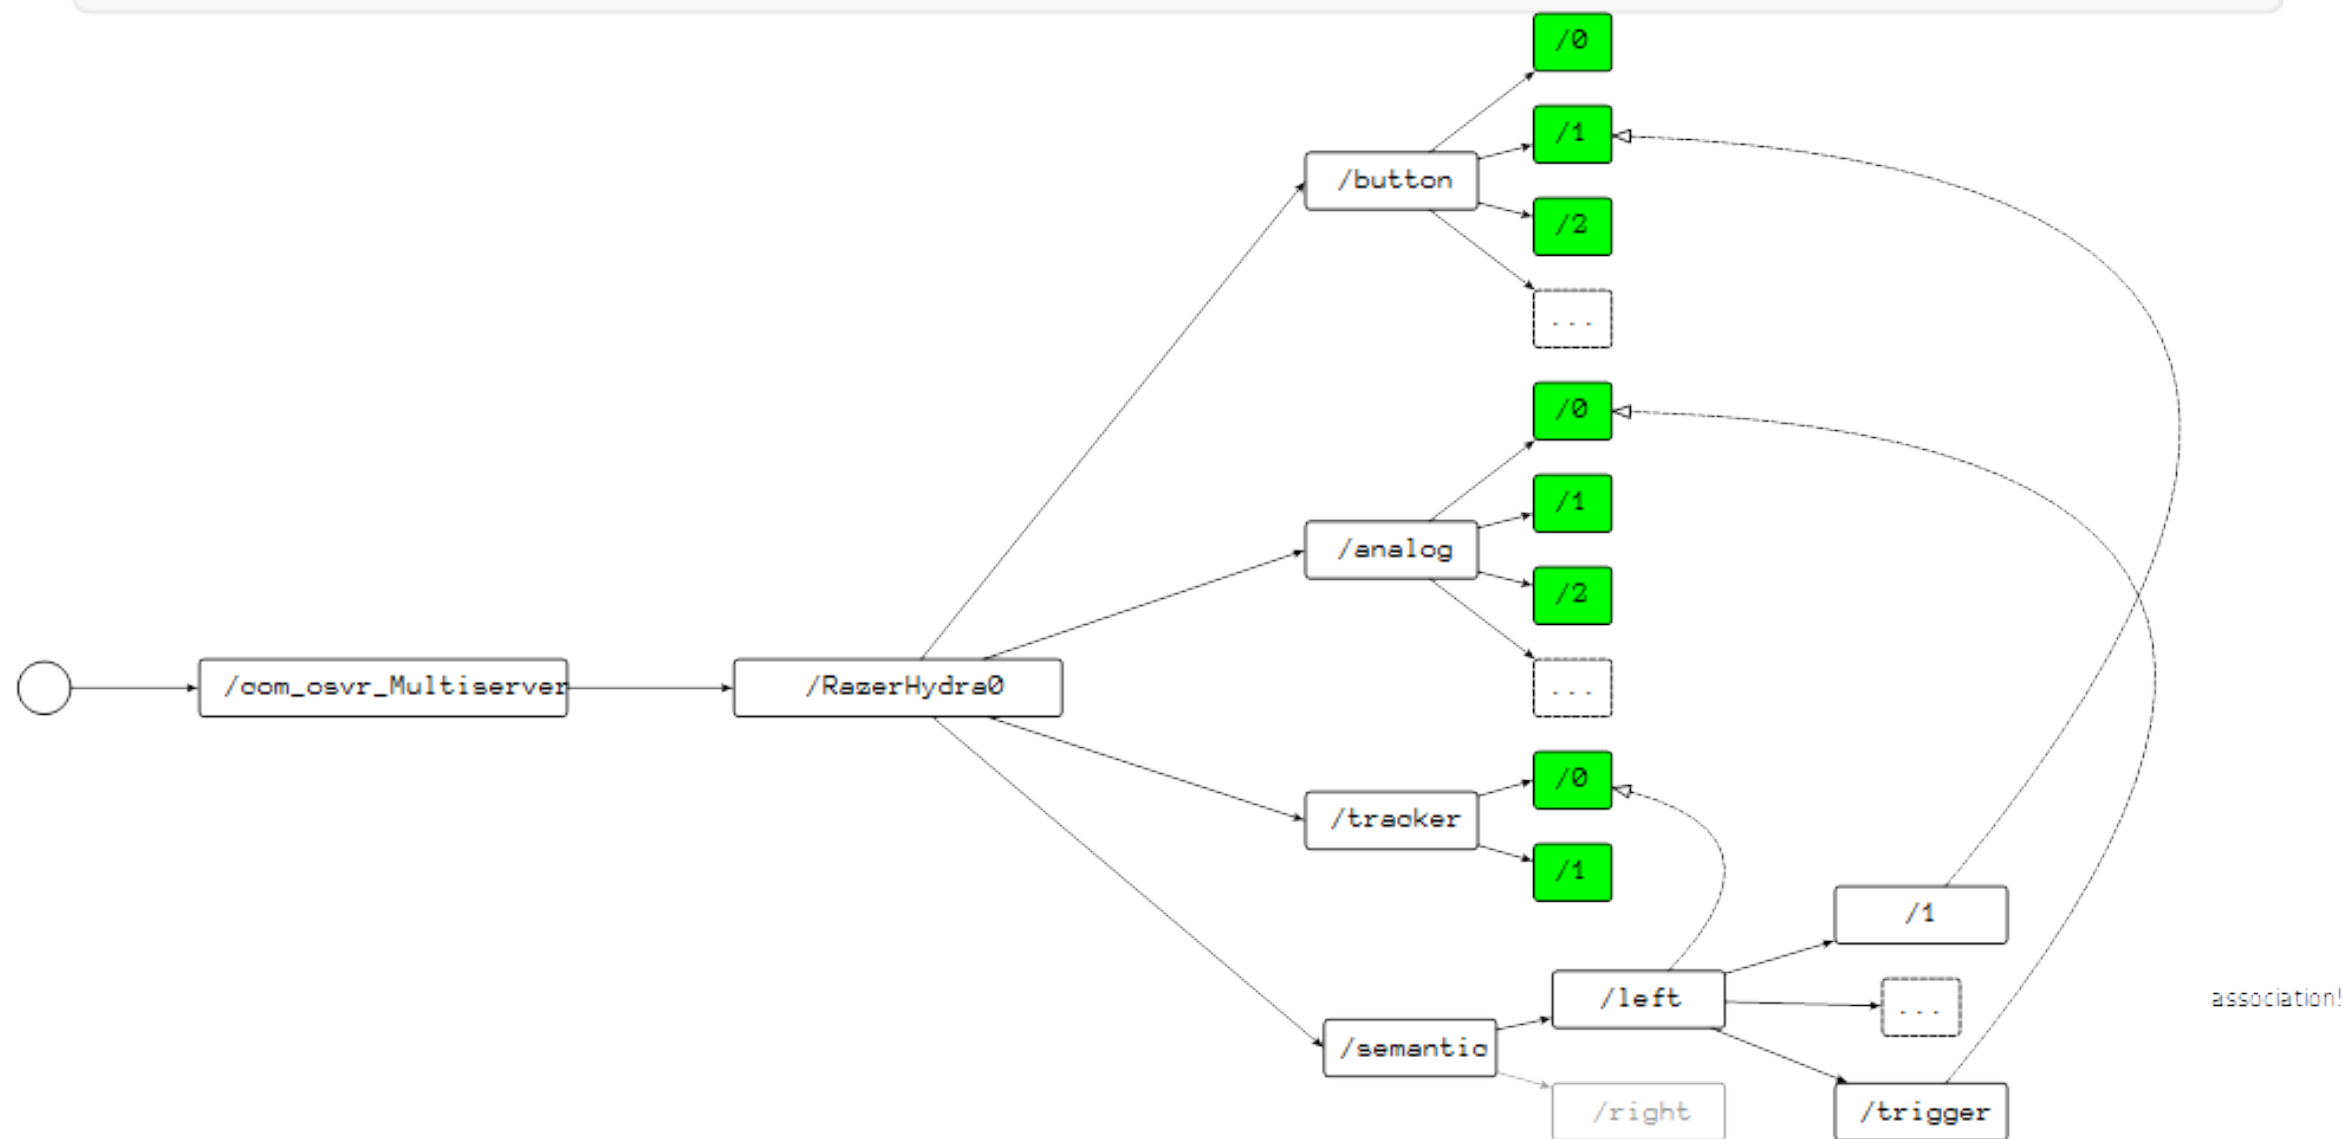 /0
/1
/button
/2
...
/0
/1
/analog
/2
...
/com_osvr_Multiserver
/RazerHydra0
/0
/tracker
/1
/1
/left
...
association!
/semantic
/right
/trigger